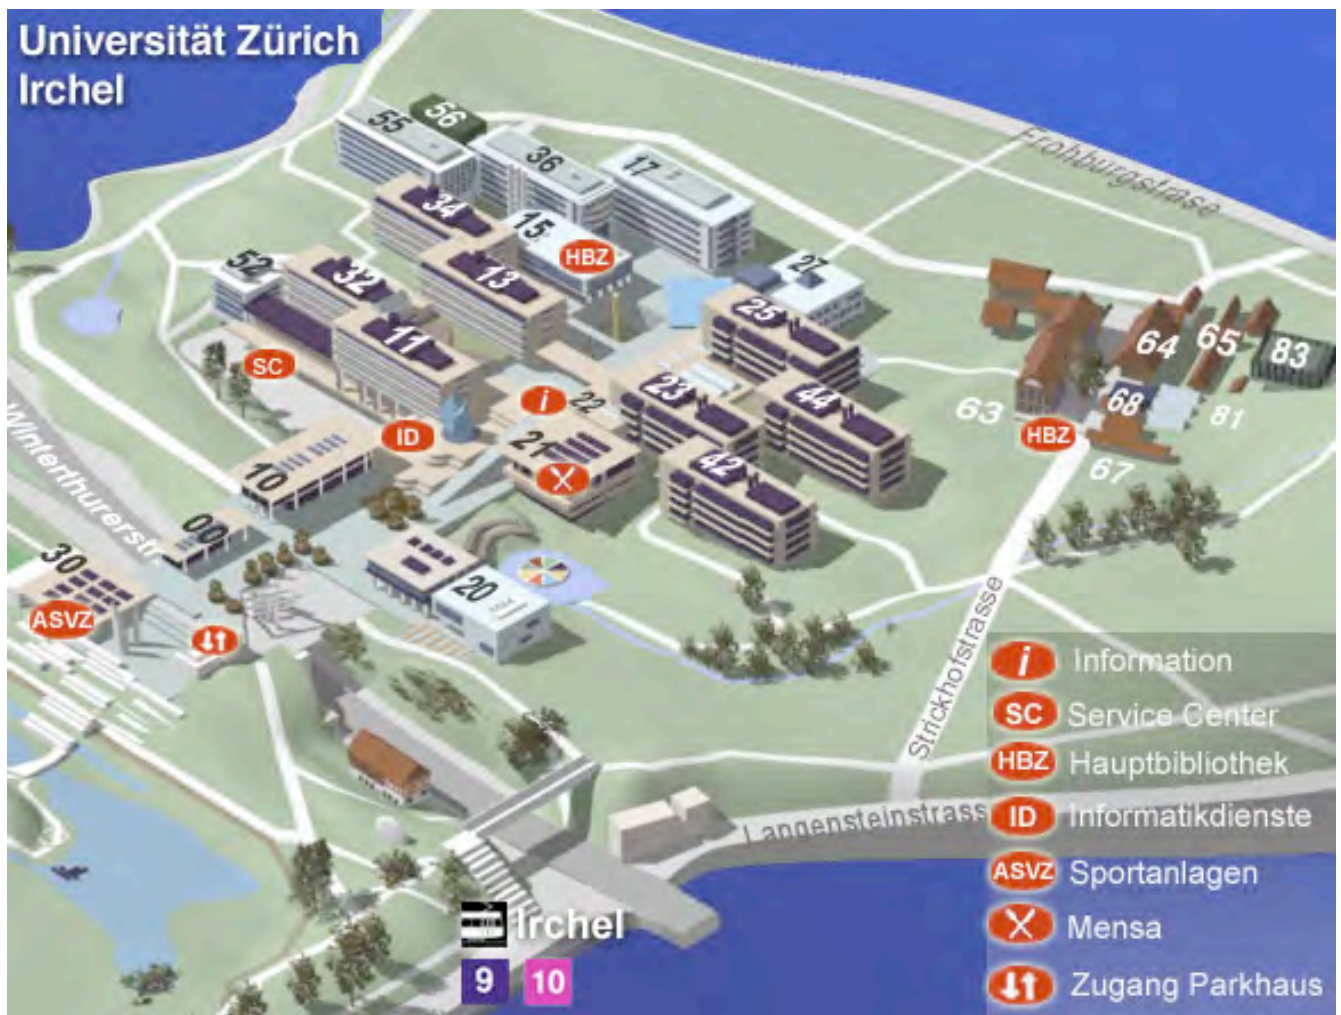 Universität Zürich
Irchel
56
55
36
17
Frohburgstrase
34
15
HBZ
52
32
13
27
25
64
65
83
11
SC
i
22
23
44
63
68
81
HBZ
67
ID
21
42
10
Winterthurerstr
00
30
20
ASVZ
Strickhofstrasse
Langensteinstrass
i Information
SC Service Center
HBZ Hauptbibliothek
ID Informatikdienste
ASVZ Sportanlagen
Mensa
Zugang Parkhaus
Irchel
9 10